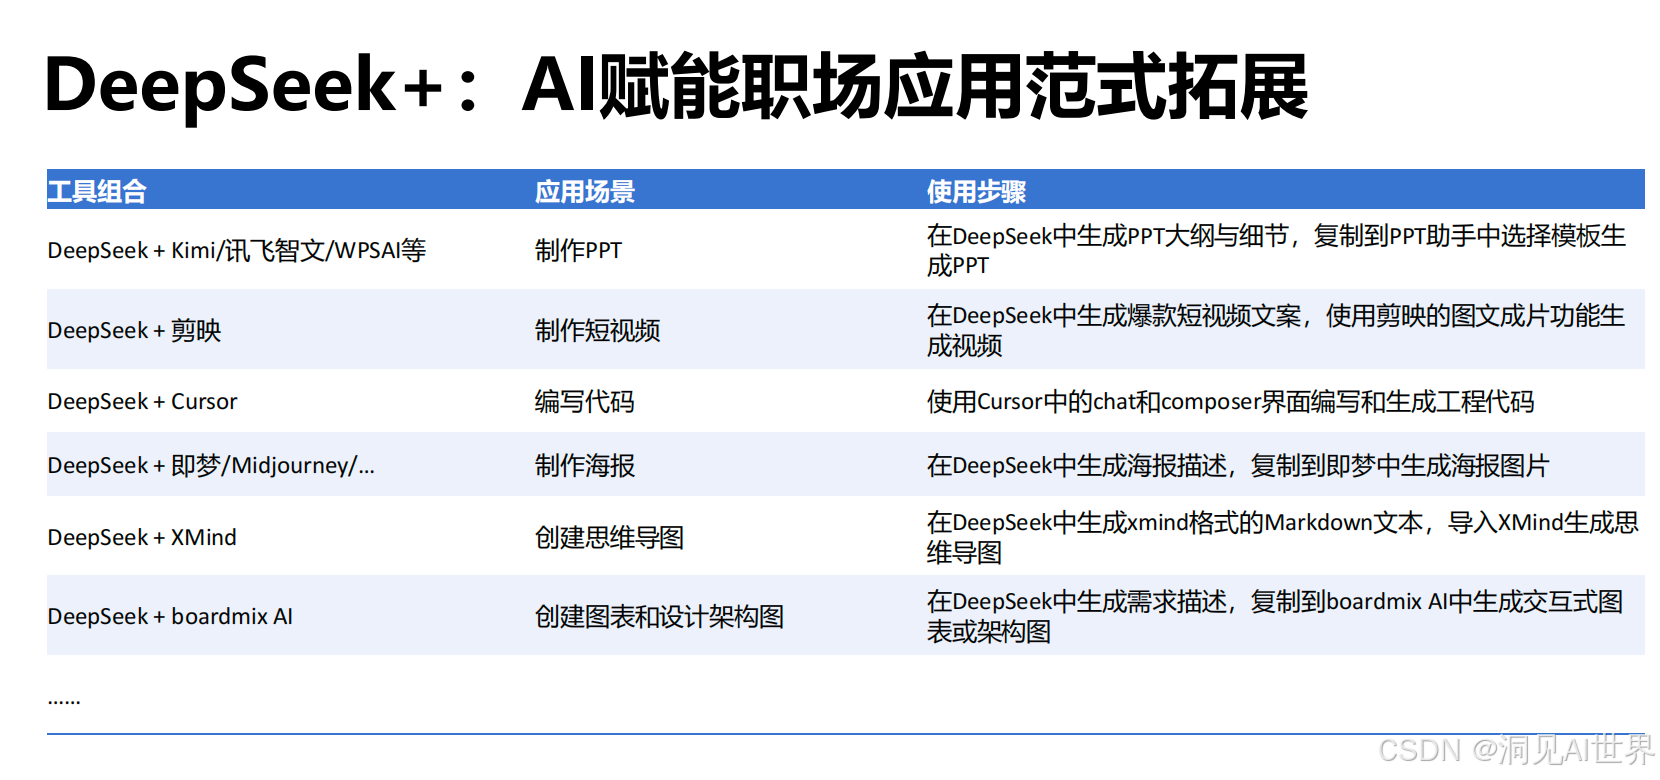 DeepSeek+：AI赋能职场应用范式拓展
工具组合 应用场景 使用步骤
DeepSeek + Kimi/讯飞智文/WPSAI等 制作PPT 在DeepSeek中生成PPT大纲与细节，复制到PPT助手中选择模板生
成PPT
DeepSeek + 剪映 制作短视频 在DeepSeek中生成爆款短视频文案，使用剪映的图文成片功能生
成视频
DeepSeek + Cursor 编写代码 使用Cursor中的chat和composer界面编写和生成工程代码
DeepSeek + 即梦/Midjourney/... 制作海报 在DeepSeek中生成海报描述，复制到即梦中生成海报图片
DeepSeek + XMind 创建思维导图 在DeepSeek中生成xmind格式的Markdown文本，导入XMind生成思
维导图
DeepSeek + boardmix AI 创建图表和设计架构图 在DeepSeek中生成需求描述，复制到boardmix AI中生成交互式图
表或架构图
......
CSDN @洞见AI世界